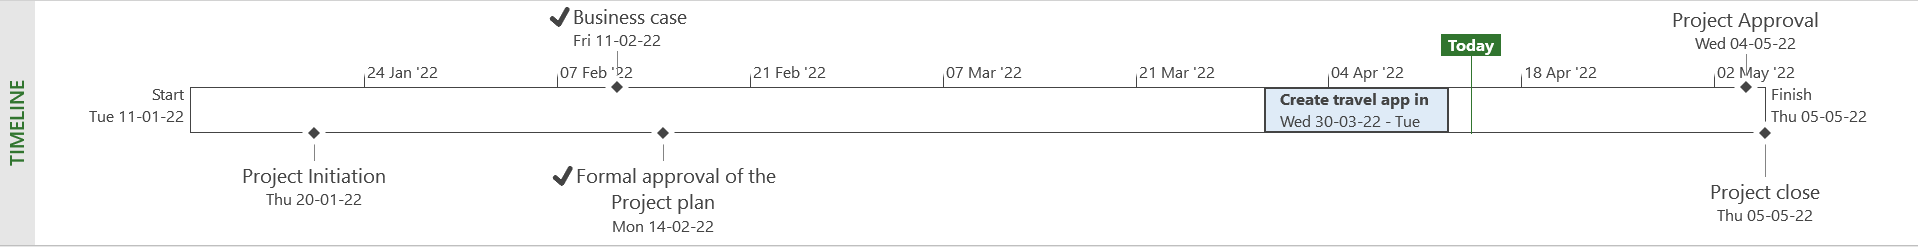 TIMELINE
✔Business case
Fri 11-02-22
Project Approval
Wed 04-05-22
Today
24 Jan '22
07 Feb '22
21 Feb '22
07 Mar '22
21 Mar '22
04 Apr '22
18 Apr '22
02 May '22
Start
Tue 11-01-22
Create travel app in
Wed 30-03-22 - Tue
Finish
Thu 05-05-22
Project Initiation
Thu 20-01-22
✔Formal approval of the
Project plan
Mon 14-02-22
Project close
Thu 05-05-22